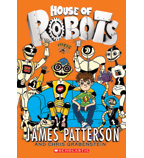 HOUSE OF
ROBOTS
JAMES PATTERSON
AND CHRIS GRABENSTEIN
SCHOLASTIC